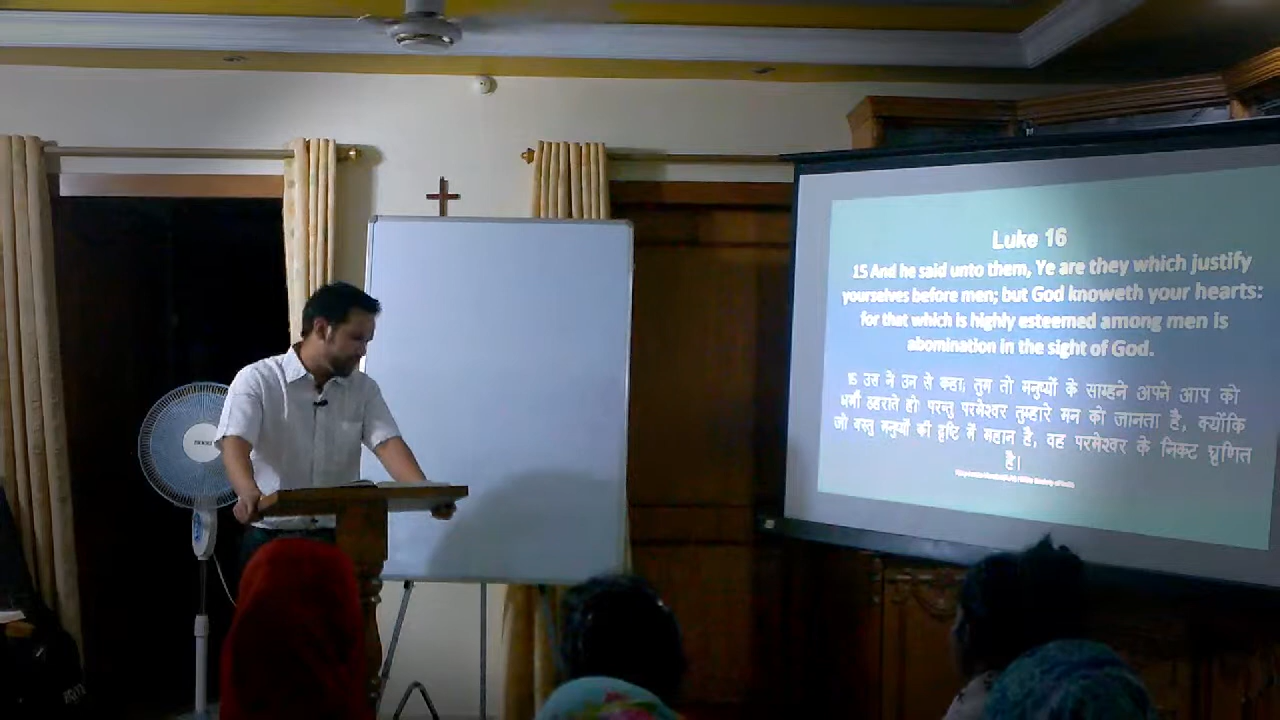 Luke 16
15 And he said unto them, Ye are they which justify
yourselves before men; but God knoweth your hearts:
for that which is highly esteemed among men is
abomination in the sight of God.
15 उस ने उन से कहा; तुम तो मनुष्यों के साम्हने अपने आप को
धर्मी ठहराते हो। परन्तु परमेश्वर तुम्हारे मन को जानता है, क्योंकि
जो वस्तु मनुष्यों की दृष्टि में महान है, वह परमेश्वर के निकट घृणित
है।